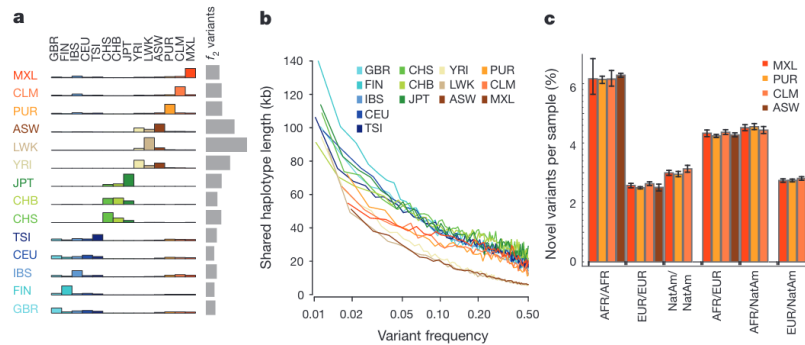 a
GBR FIN IBS CEU TSI CHS CHB JPT YRI LWK ASW PUR CLM MXL
f2 variants
MXL
CLM
PUR
ASW
LWK
YRI
JPT
CHB
CHS
TSI
CEU
IBS
FIN
GBR
b
Shared haplotype length (kb)
140
120
100
80
60
40
20
0
GBR CHS YRI PUR
FIN CHB LWK CLM
IBS JPT ASW MXL
CEU
TSI
0.01 0.02 0.05 0.10 0.20 0.50
Variant frequency
c
Novel variants per sample (%)
6
4
2
0
MXL
PUR
CLM
ASW
AFR/AFR
EUR/EUR
NatAm/
NatAm
AFR/EUR
AFR/NatAm
EUR/NatAm